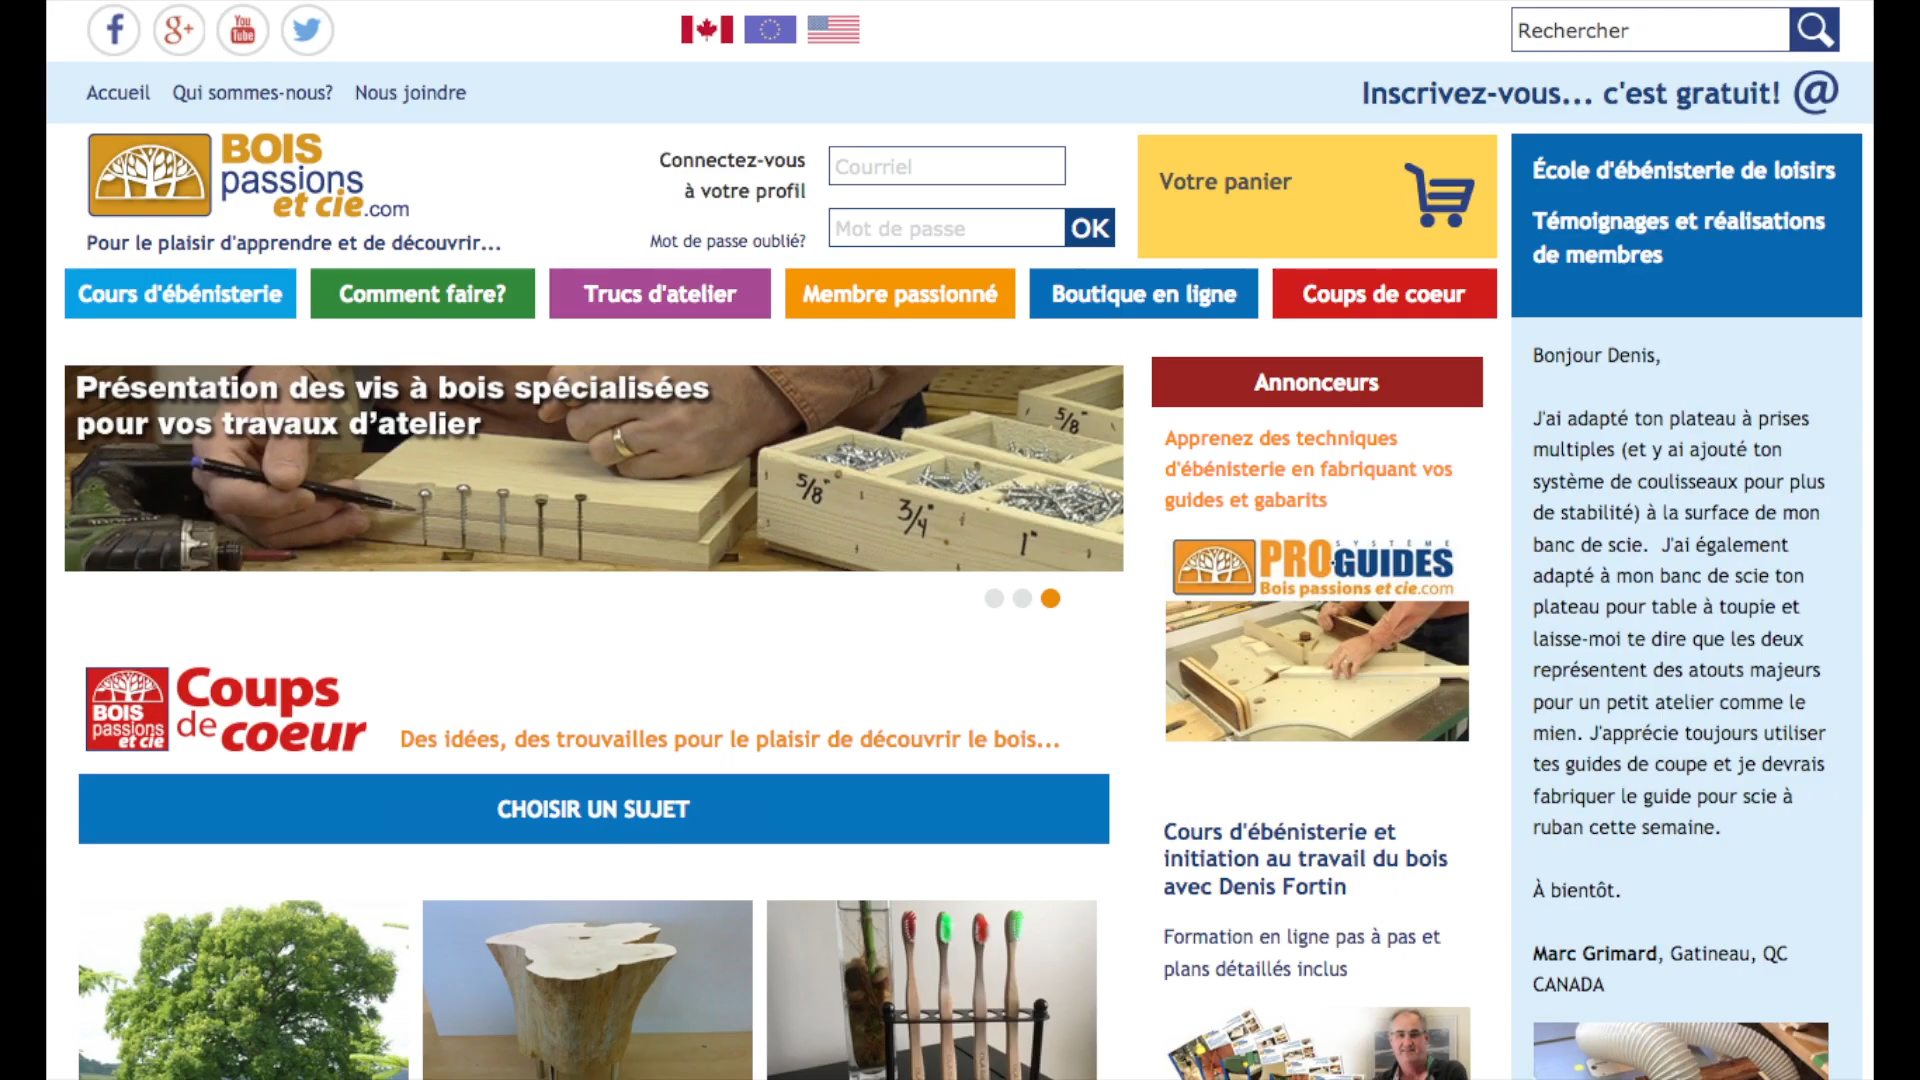 f g+ You Tube
Rechercher
Accueil Qui sommes-nous? Nous joindre
Inscrivez-vous... c'est gratuit! @
BOIS
passions
et cie.com
Pour le plaisir d'apprendre et de découvrir...
Connectez-vous
à votre profil
Courriel
Mot de passe oublié?
Mot de passe
OK
Votre panier
École d'ébénisterie de loisirs
Témoignages et réalisations
de membres
Cours d'ébénisterie
Comment faire?
Trucs d'atelier
Membre passionné
Boutique en ligne
Coups de coeur
Présentation des vis à bois spécialisées
pour vos travaux d'atelier
5/8"
5/8"
3/4"
1"
Coups
de coeur
BOIS
passions
et cie
Des idées, des trouvailles pour le plaisir de découvrir le bois...
CHOISIR UN SUJET
Annonceurs
Apprenez des techniques
d'ébénisterie en fabriquant vos
guides et gabarits
SYSTÈME
PRO-GUIDES
Bois passions et cie.com
Cours d'ébénisterie et
initiation au travail du bois
avec Denis Fortin
Formation en ligne pas à pas et
plans détaillés inclus
Bonjour Denis,
J'ai adapté ton plateau à prises
multiples (et y ai ajouté ton
système de coulisseaux pour plus
de stabilité) à la surface de mon
banc de scie. J'ai également
adapté à mon banc de scie ton
plateau pour table à toupie et
laisse-moi te dire que les deux
représentent des atouts majeurs
pour un petit atelier comme le
mien. J'apprécie toujours utiliser
tes guides de coupe et je devrais
fabriquer le guide pour scie à
ruban cette semaine.
À bientôt.
Marc Grimard, Gatineau, QC
CANADA